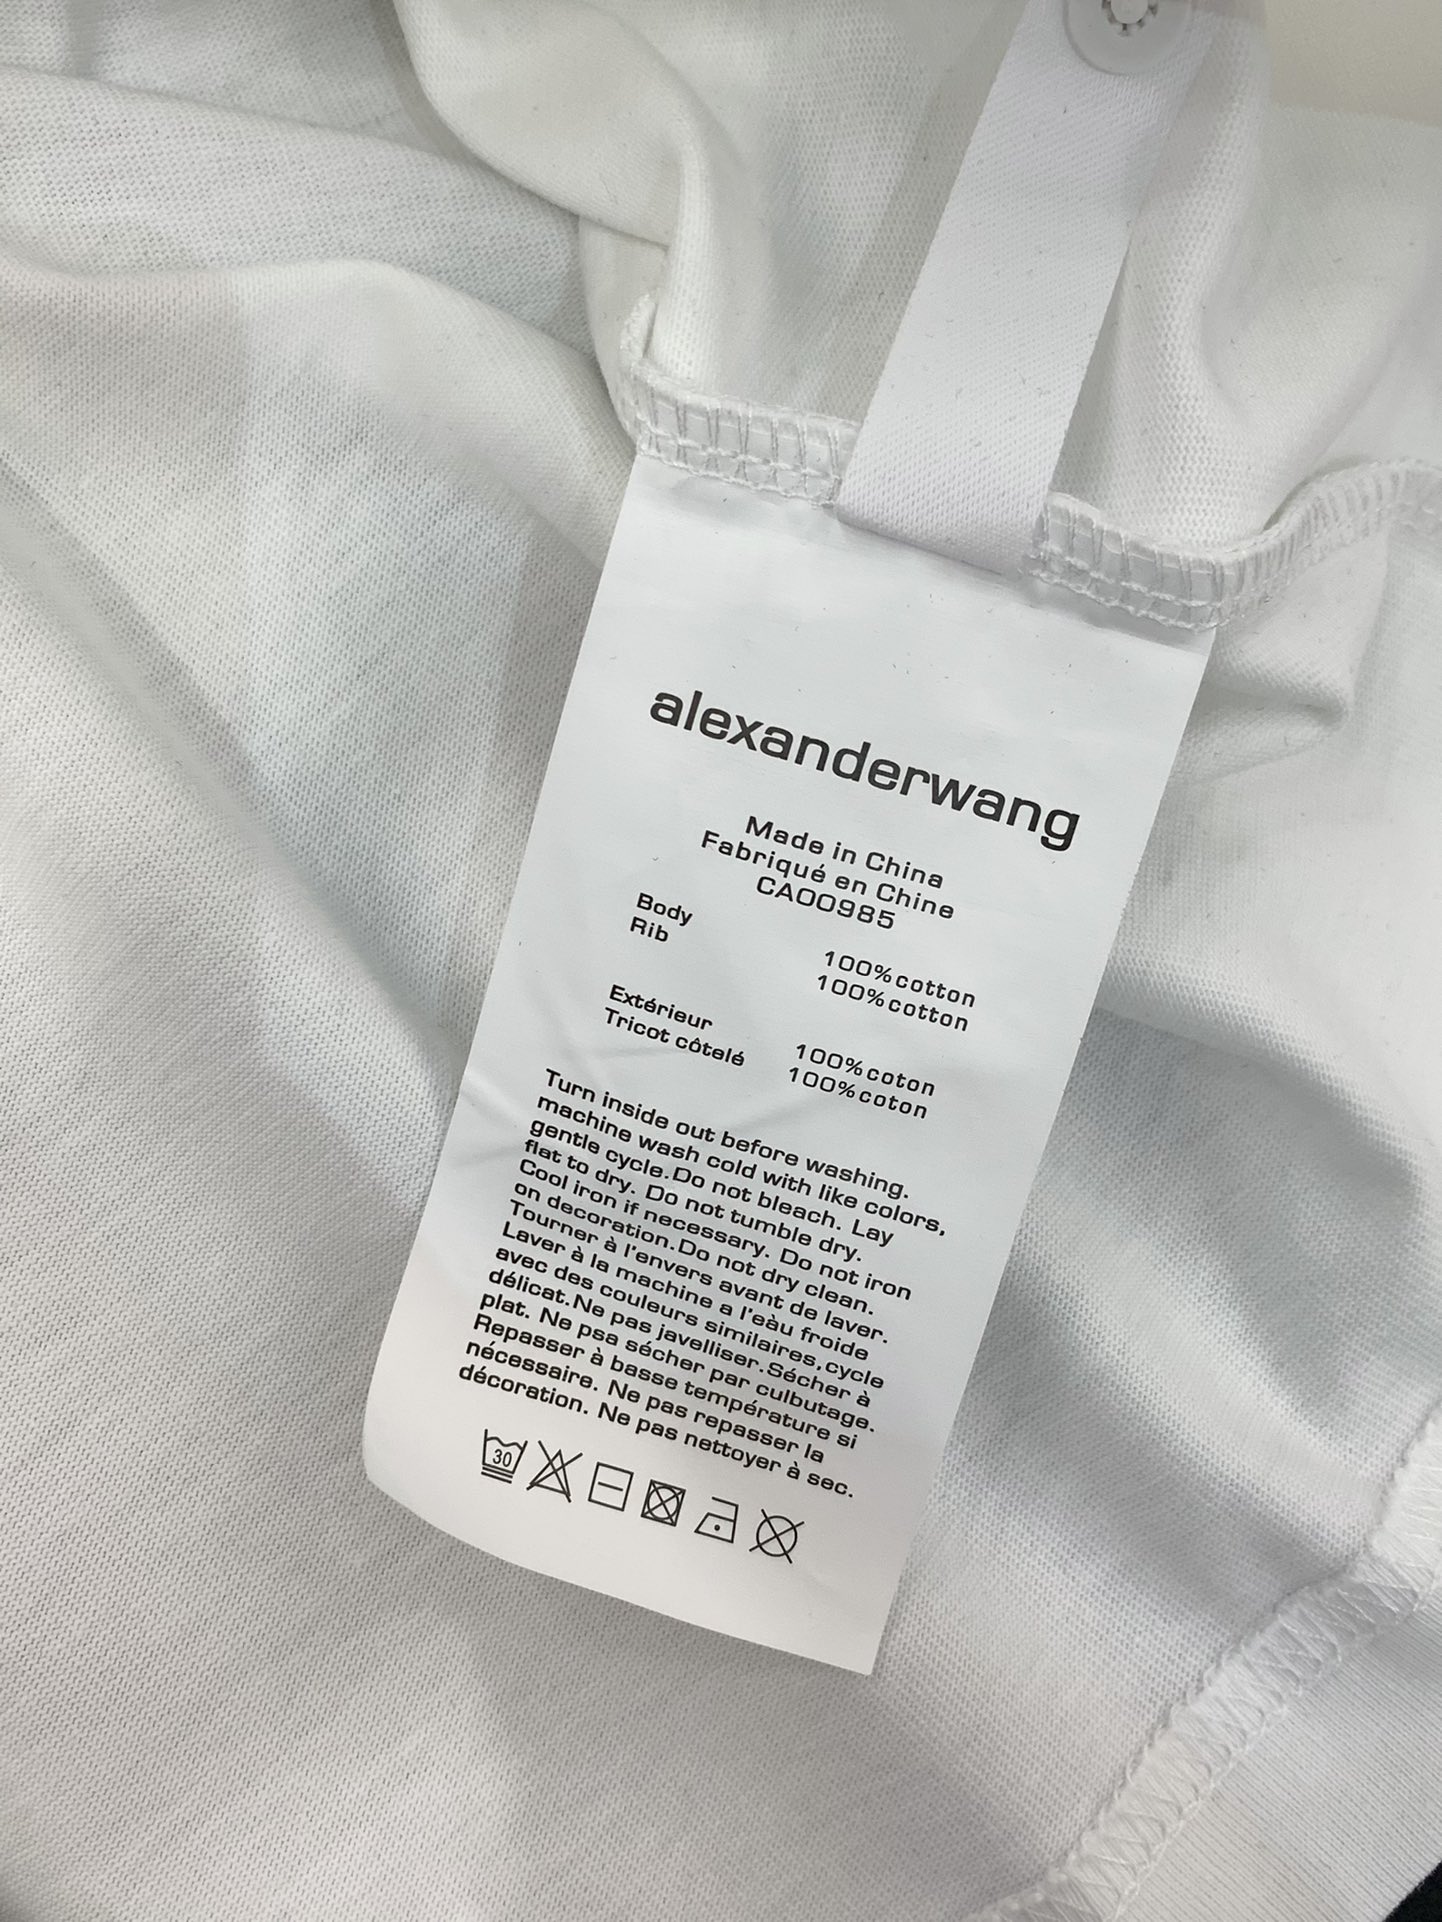 alexanderwang
Made in China
Fabriqué en Chine
CA00985
Body 100%cotton
Rib 100%cotton
Extérieur 100%coton
Tricot côtelé 100%coton
Turn inside out before washing.
machine wash cold with like colors,
gentle cycle.Do not bleach. Lay
flat to dry. Do not tumble dry.
Cool iron if necessary. Do not iron
on decoration.Do not dry clean.
Tourner à l'envers avant de laver.
Laver à la machine a l'eàu froide
avec des couleurs similaires,cycle
délicat.Ne pas javelliser.Sécher à
plat. Ne psa sécher par culbutage.
Repasser à basse température si
nécessaire. Ne pas repasser la
décoration. Ne pas nettoyer à sec.
30